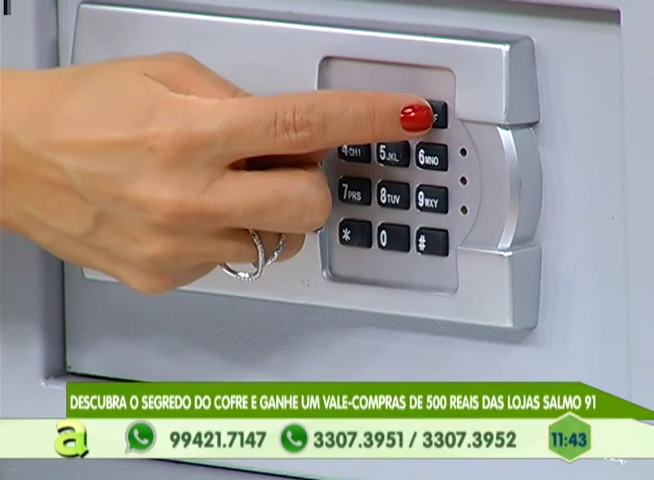 F
4GHI 5JKL 6MNO
7PRS 8TUV 9WXY
* 0 #
DESCUBRA O SEGREDO DO COFRE E GANHE UM VALE-COMPRAS DE 500 REAIS DAS LOJAS SALMO 91
a 99421.7147 3307.3951 / 3307.3952 11:43